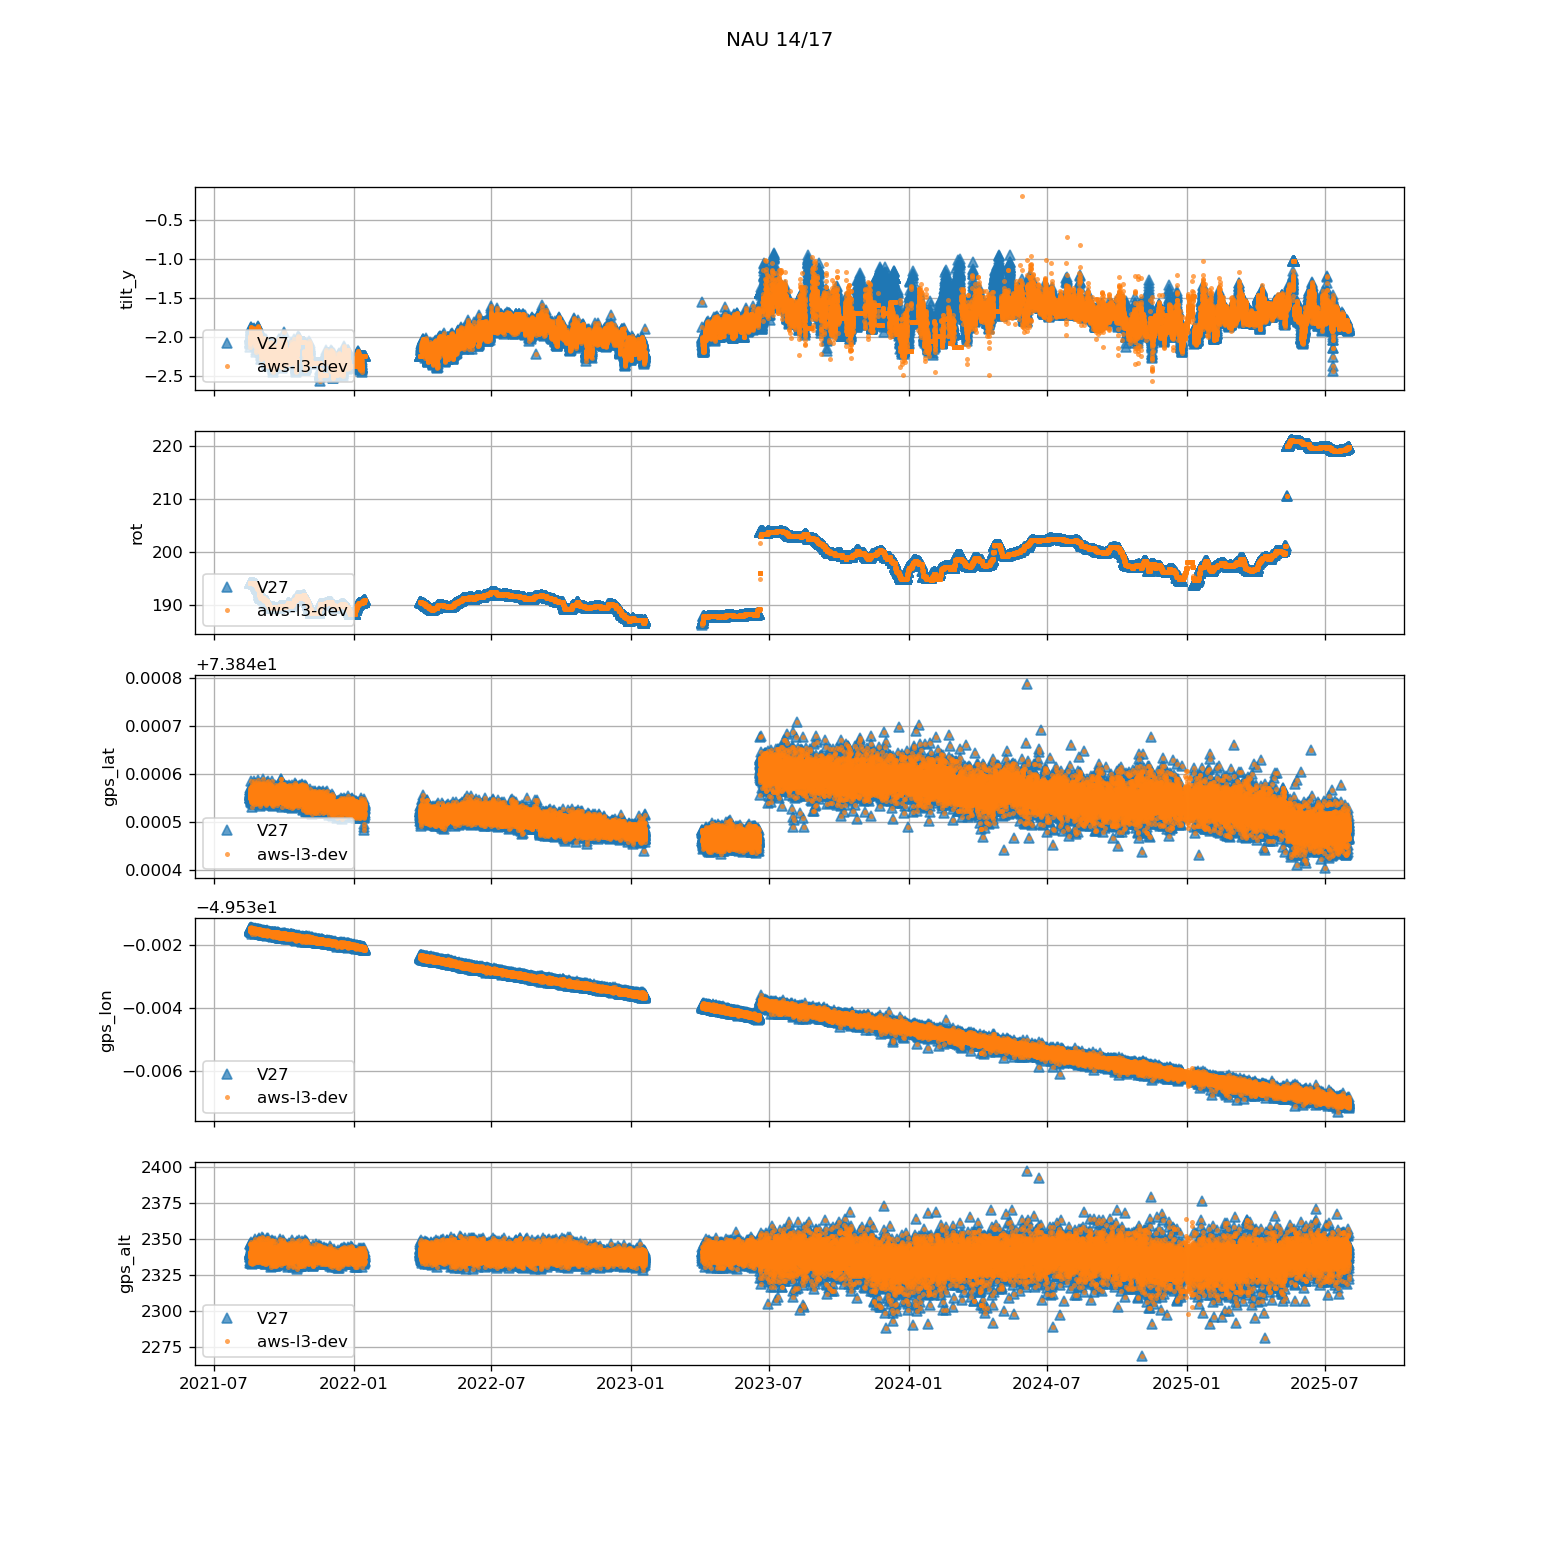 NAU 14/17
−0.5
−1.0
−1.5
−2.0
−2.5
tilt_y
V27
aws-l3-dev
220
210
200
190
rot
V27
aws-l3-dev
+7.384e1
0.0008
0.0007
0.0006
0.0005
0.0004
gps_lat
V27
aws-l3-dev
−4.953e1
−0.002
−0.004
−0.006
gps_lon
V27
aws-l3-dev
2400
2375
2350
2325
2300
2275
gps_alt
V27
aws-l3-dev
2021-07 2022-01 2022-07 2023-01 2023-07 2024-01 2024-07 2025-01 2025-07